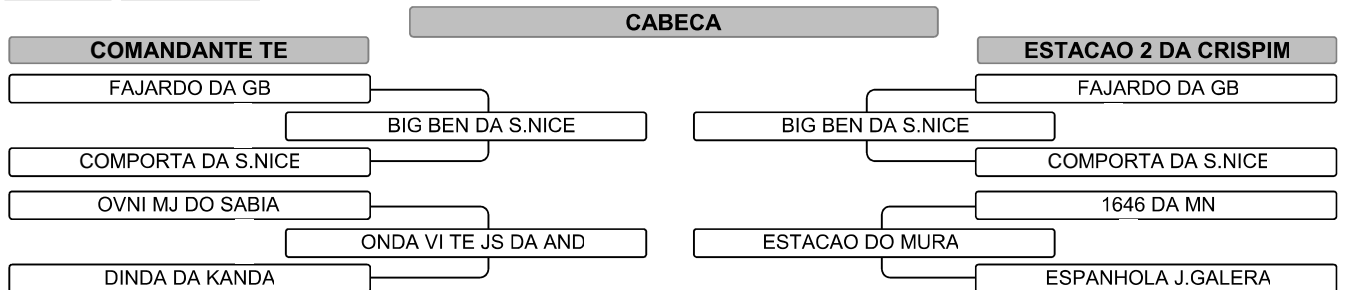 CABECA
COMANDANTE TE
ESTACAO 2 DA CRISPIM
FAJARDO DA GB
FAJARDO DA GB
BIG BEN DA S.NICE
BIG BEN DA S.NICE
COMPORTA DA S.NICE
COMPORTA DA S.NICE
OVNI MJ DO SABIA
1646 DA MN
ONDA VI TE JS DA AND
ESTACAO DO MURA
DINDA DA KANDA
ESPANHOLA J.GALERA